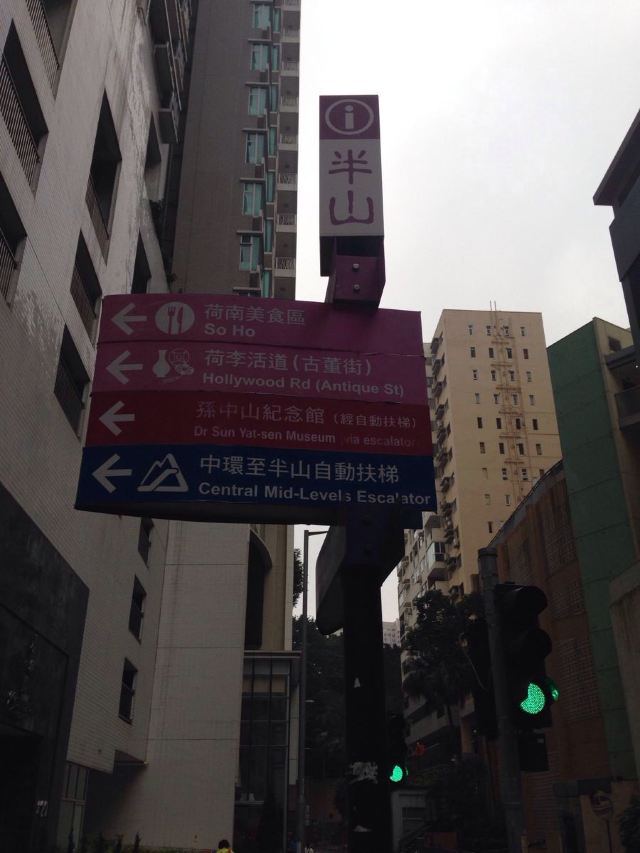 i
半
山
荷南美食區
So Ho
荷李活道(古董街)
Hollywood Rd (Antique St)
孫中山紀念館 (經自動扶梯)
Dr Sun Yat-sen Museum via escalator
中環至半山自動扶梯
Central Mid-Levels Escalator